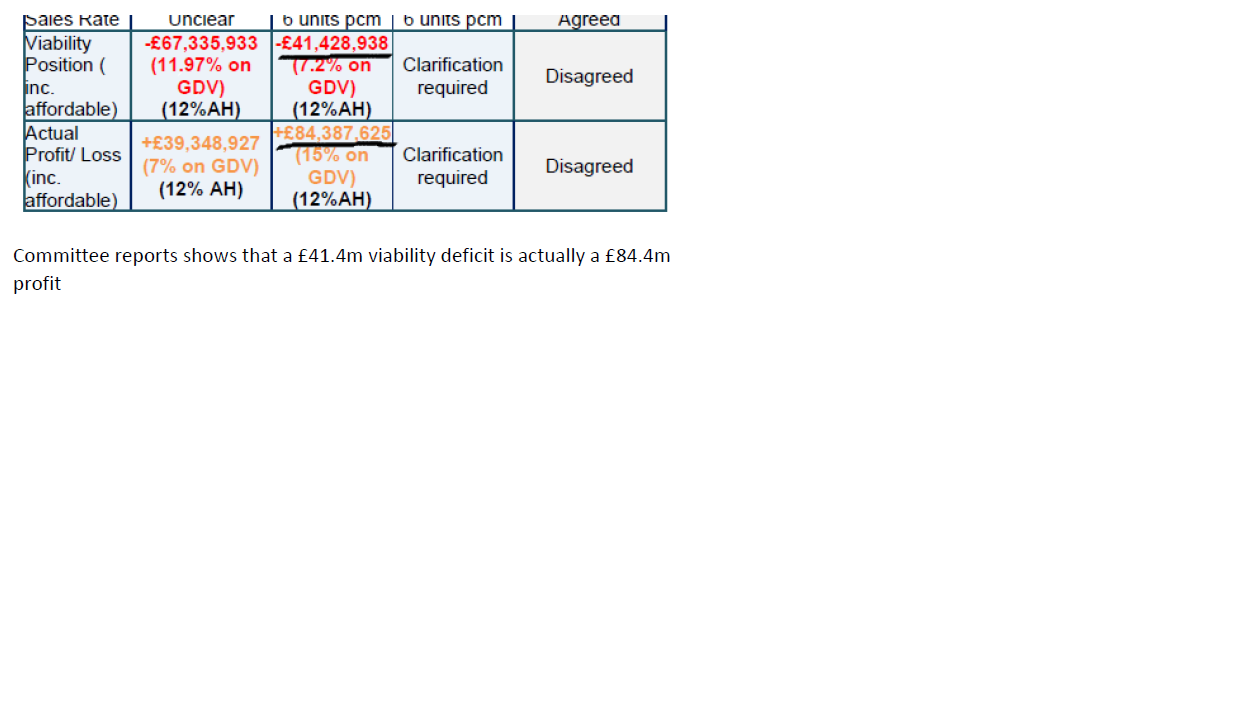 Sales Rate Unclear 6 units pcm 6 units pcm Agreed
Viability
Position (
inc.
affordable)
-£67,335,933
(11.97% on
GDV)
(12%AH)
-£41,428,938
(7.2% on
GDV)
(12%AH)
Clarification
required
Disagreed
Actual
Profit/ Loss
(inc.
affordable)
+£39,348,927
(7% on GDV)
(12% AH)
+£84,387,625
(15% on
GDV)
(12%AH)
Clarification
required
Disagreed
Committee reports shows that a £41.4m viability deficit is actually a £84.4m
profit